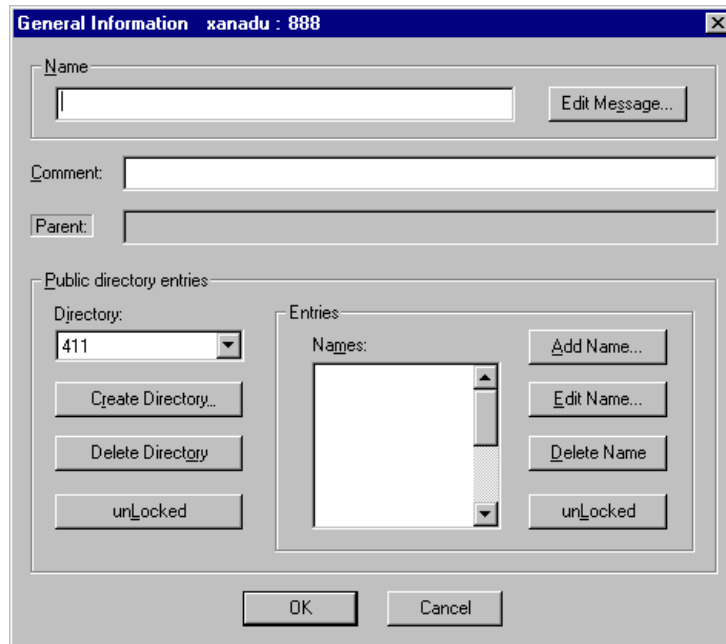 General Information xanadu : 888
Name
Edit Message...
Comment:
Parent:
Public directory entries
Directory:
411
Create Directory...
Delete Directory
unLocked
Entries
Names:
Add Name...
Edit Name...
Delete Name
unLocked
OK
Cancel